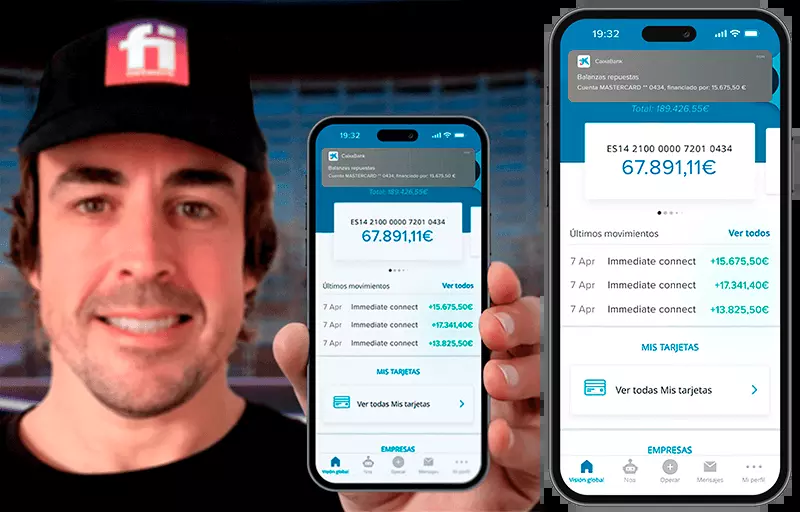 fi
19:32
CaixaBank
Balanzas repuestas
Cuenta MASTERCARD ** 0434, financiado por: 15.675,50 €
Total: 189.426.55€
ES14 2100 0000 7201 0434
67.891,11€
Últimos movimientos Ver todos
7 Apr Immediate connect +15.675,50€
7 Apr Immediate connect +17.341,40€
7 Apr Immediate connect +13.825,50€
MIS TARJETAS
Ver todas Mis tarjetas
EMPRESAS
Visión global Noa Operar Mensajes Mi perfil
19:32
CaixaBank
Balanzas repuestas
Cuenta MASTERCARD ** 0434, financiado por: 15.675,50 €
Total: 189.426.55€
ES14 2100 0000 7201 0434
67.891,11€
Últimos movimientos Ver todos
7 Apr Immediate connect +15.675,50€
7 Apr Immediate connect +17.341,40€
7 Apr Immediate connect +13.825,50€
MIS TARJETAS
Ver todas Mis tarjetas
EMPRESAS
Visión global Noa Operar Mensajes Mi perfil